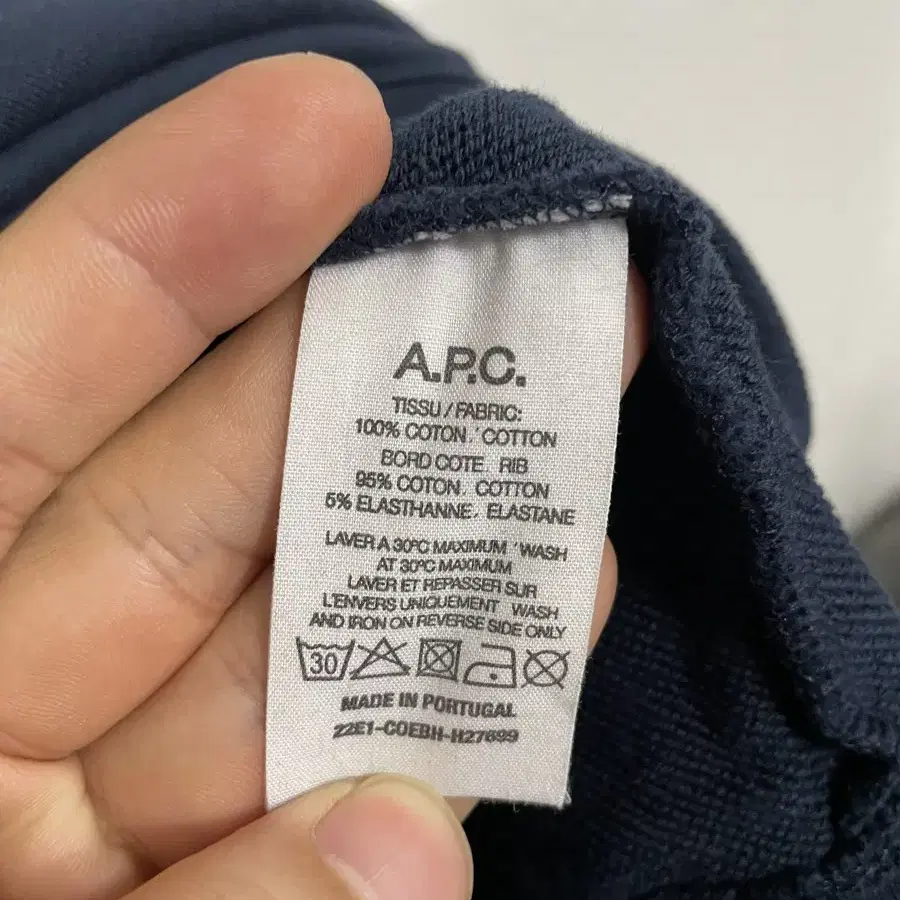 A.P.C.
TISSU / FABRIC:
100% COTON / COTTON
BORD COTE RIB
95% COTON, COTTON
5% ELASTHANNE, ELASTANE
LAVER A 30°C MAXIMUM / WASH
AT 30°C MAXIMUM
LAVER ET REPASSER SUR
L'ENVERS UNIQUEMENT WASH
AND IRON ON REVERSE SIDE ONLY
30
MADE IN PORTUGAL
22E1-COEBH-H27699